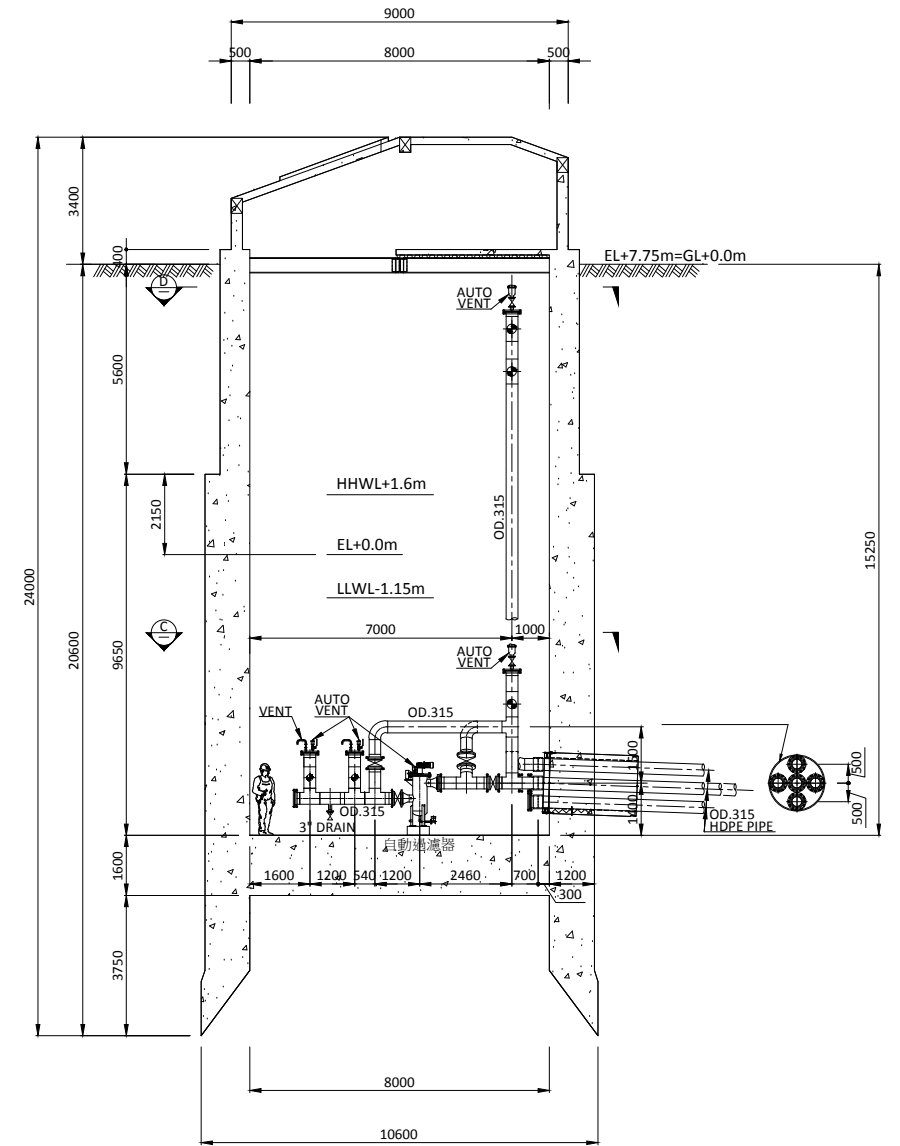 9000
500
8000
500
3400
400
EL+7.75m=GL+0.0m
D
AUTO
VENT
5600
HHWL+1.6m
OD.315
2150
EL+0.0m
15250
24000
LLWL-1.15m
20600
C
9650
7000
1000
AUTO
VENT
AUTO
VENT
VENT
OD.315
500
500
OD.315
3" DRAIN
OD.315
HDPE PIPE
自動過濾器
1600
1600
1200
540
1200
2460
700
1200
300
3750
8000
10600